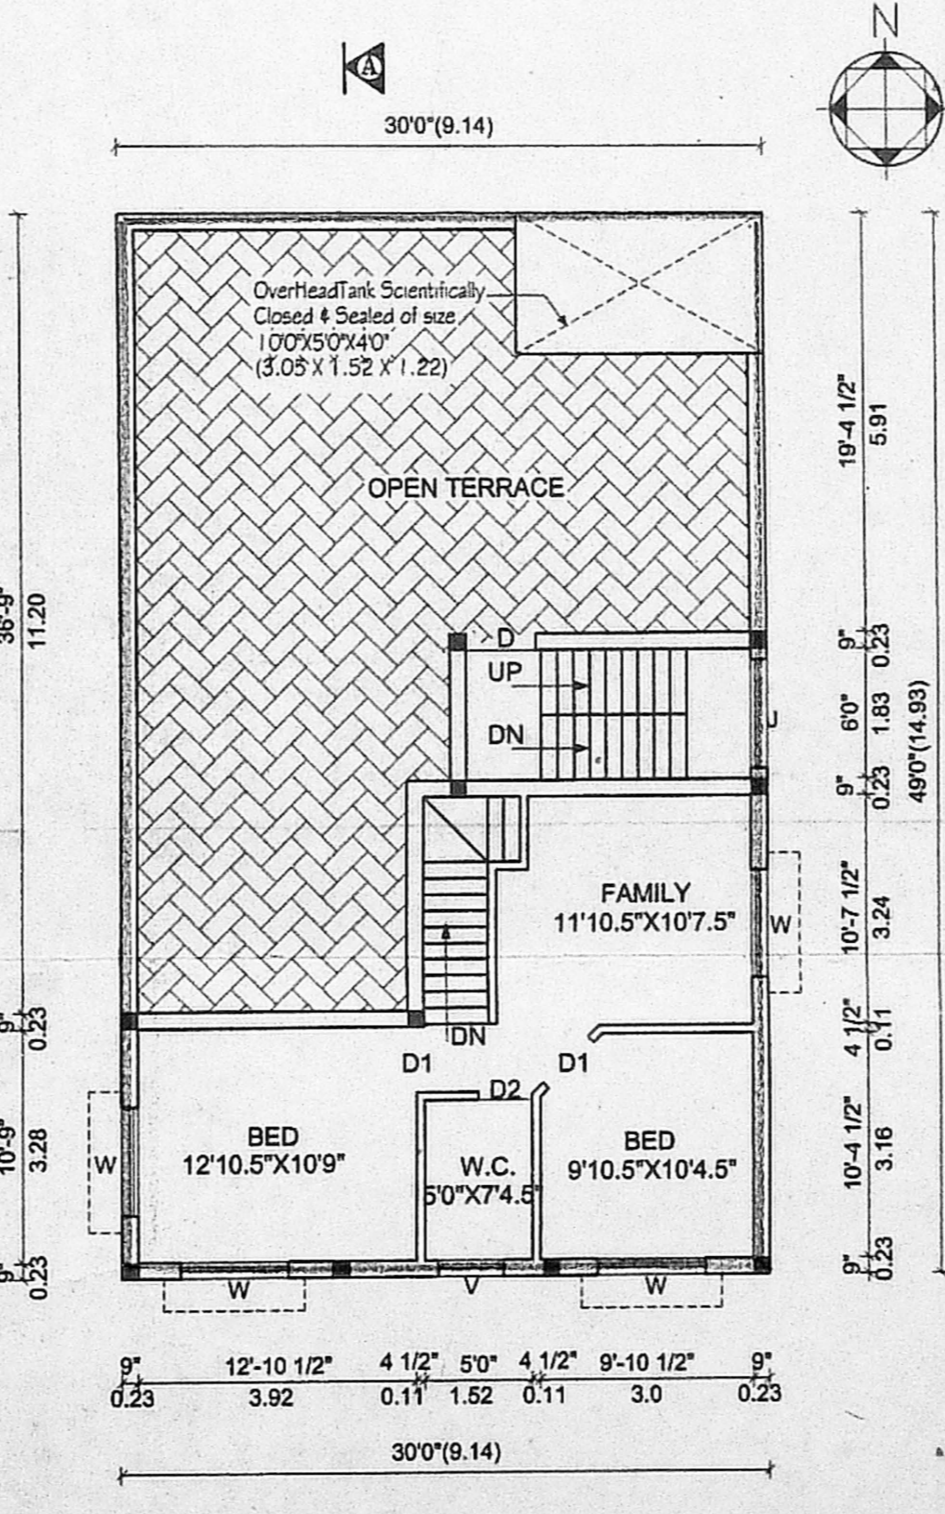 N
A
30'0"(9.14)
OverHeadTank Scientifically
Closed & Sealed of size
10'0"X5'0"X4'0"
(3.05 X 1.52 X 1.22)
OPEN TERRACE
D
UP
DN
FAMILY
11'10.5"X10'7.5"
W
DN
D1
D1
D2
BED
12'10.5"X10'9"
W.C.
5'0"X7'4.5"
BED
9'10.5"X10'4.5"
W
W
V
W
36'-9"
11.20
9"
0.23
10'-9"
3.28
9"
0.23
19'-4 1/2"
5.91
9"
0.23
6'0"
1.83
9"
0.23
10'-7 1/2"
3.24
4 1/2"
0.11
10'-4 1/2"
3.16
9"
0.23
49'0"(14.93)
9" 12'-10 1/2" 4 1/2" 5'0" 4 1/2" 9'-10 1/2" 9"
0.23 3.92 0.11 1.52 0.11 3.0 0.23
30'0"(9.14)